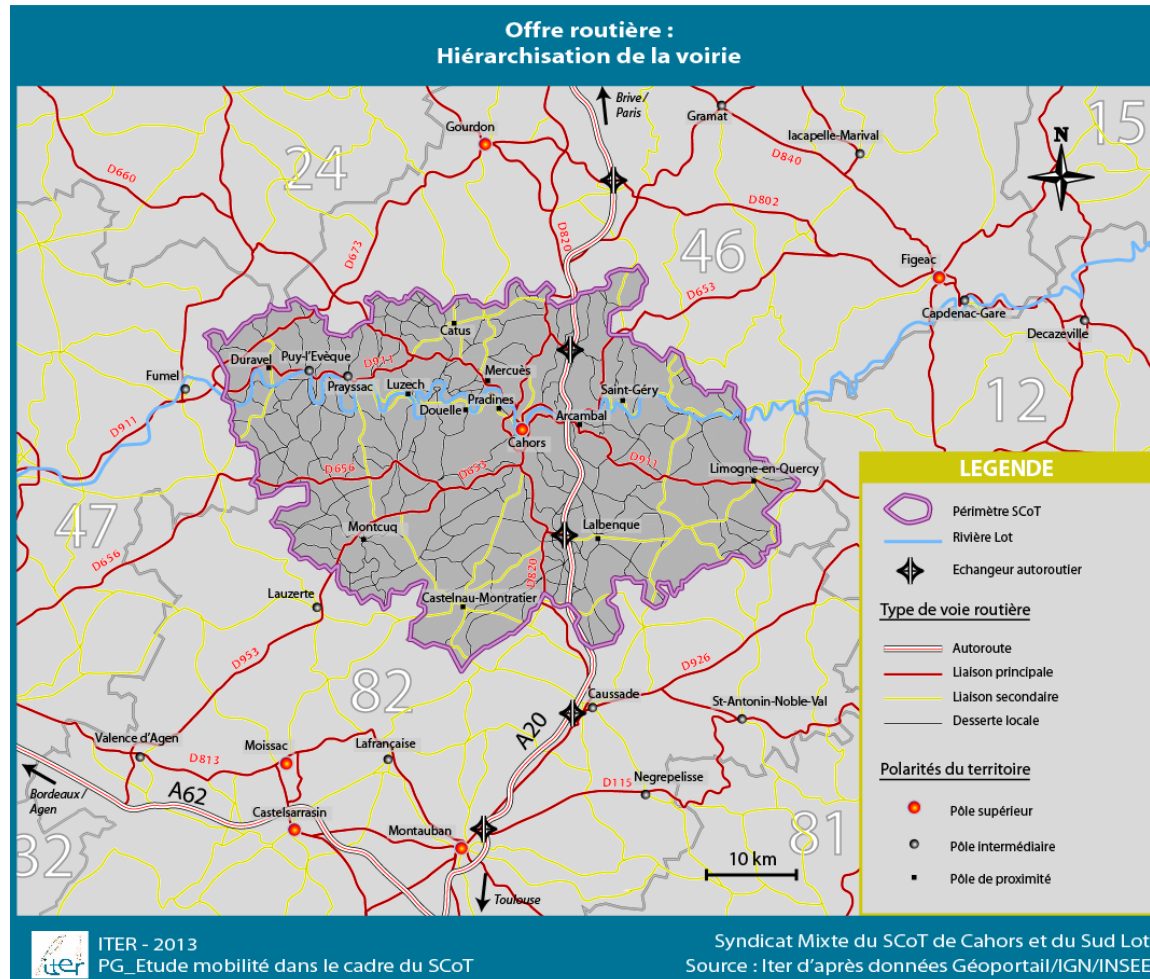 Offre routière :
Hiérarchisation de la voirie
Brive /
Paris
Gramat
15
Gourdon
lacapelle-Marival
N
D840
24
D660
D802
D820
D673
46
Figeac
D653
Capdenac-Gare
Catus
Decazeville
Duravel
Puy-l'Evèque
D911
Fumel
Mercuès
Prayssac
Luzech
Saint-Géry
12
Pradines
Douelle
Arcambal
D911
Cahors
D911
D656
D653
Limogne-en-Quercy
47
Montcuq
Lalbenque
D656
D820
Lauzerte
Castelnau-Montratier
D953
D926
82
Caussade
St-Antonin-Noble-Val
Valence d'Agen
Moissac
Lafrançaise
A20
D813
Negrepelisse
D115
Bordeaux /
Agen
A62
Castelsarrasin
Montauban
32
81
10 km
Toulouse
LEGENDE
Périmètre SCoT
Rivière Lot
Echangeur autoroutier
Type de voie routière
Autoroute
Liaison principale
Liaison secondaire
Desserte locale
Polarités du territoire
Pôle supérieur
Pôle intermédiaire
Pôle de proximité
iter
ITER - 2013
PG_Etude mobilité dans le cadre du SCoT
Syndicat Mixte du SCoT de Cahors et du Sud Lot
Source : Iter d'après données Géoportail/IGN/INSEE